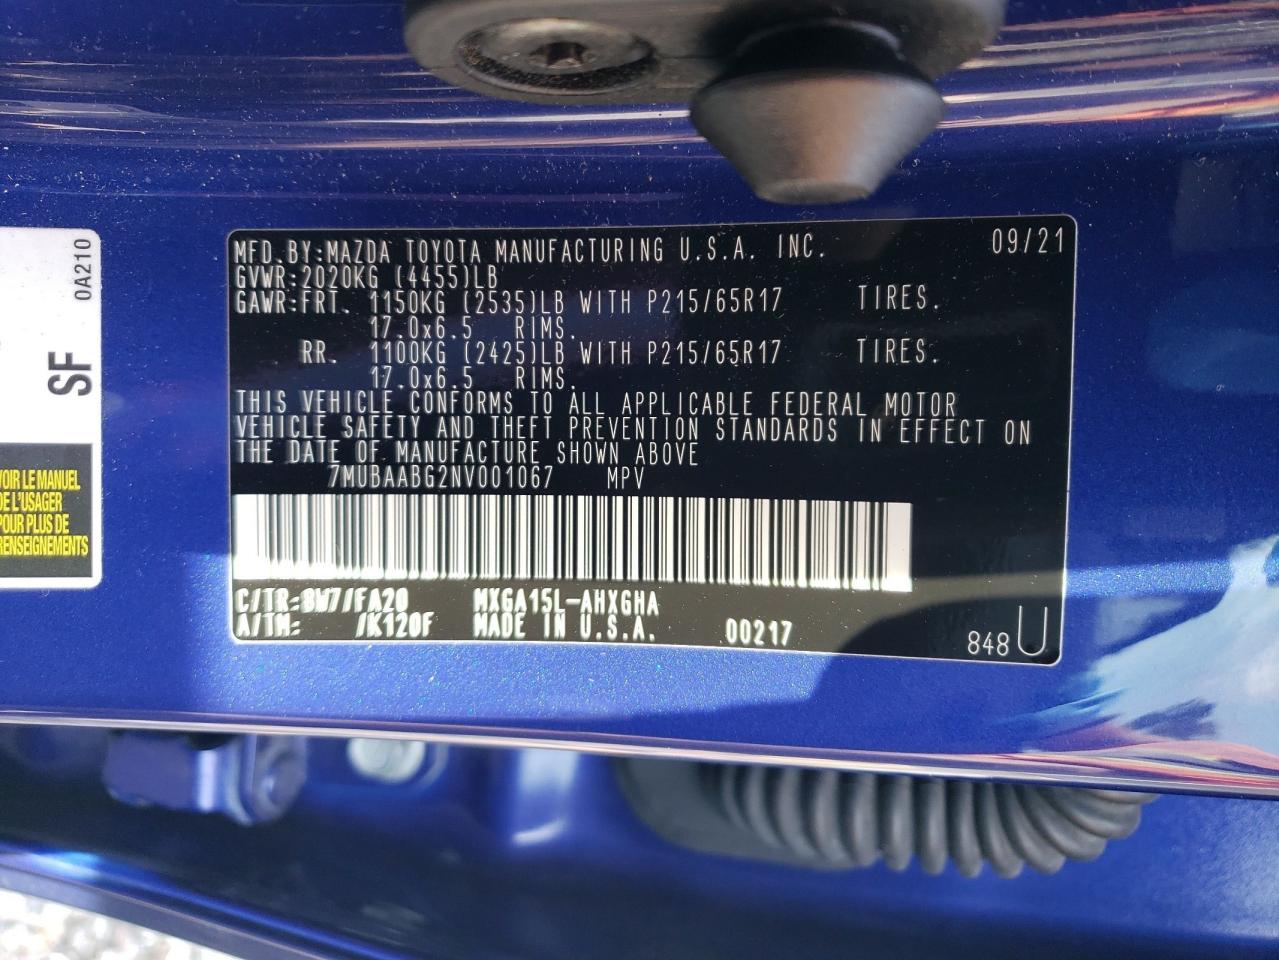 MFD.BY:MAZDA TOYOTA MANUFACTURING U.S.A. INC. 09/21
GVWR:2020KG (4455)LB
GAWR:FRT. 1150KG (2535)LB WITH P215/65R17 TIRES.
17.0x6.5 RIMS.
RR. 1100KG (2425)LB WITH P215/65R17 TIRES.
17.0x6.5 RIMS.
THIS VEHICLE CONFORMS TO ALL APPLICABLE FEDERAL MOTOR
VEHICLE SAFETY AND THEFT PREVENTION STANDARDS IN EFFECT ON
THE DATE OF MANUFACTURE SHOWN ABOVE
7MUBAABG2NV001067 MPV
C/TR:8W7/FA20 MXGA15L-AHXGHA
A/TM: /K120F MADE IN U.S.A. 00217
848 U
0A210
SF
VOIR LE MANUEL
DE L'USAGER
POUR PLUS DE
RENSEIGNEMENTS